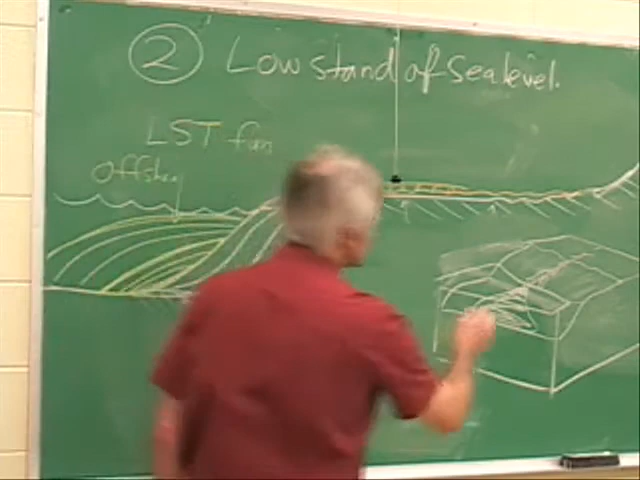 ② Low stand of Sea level.
LST fan
offshore